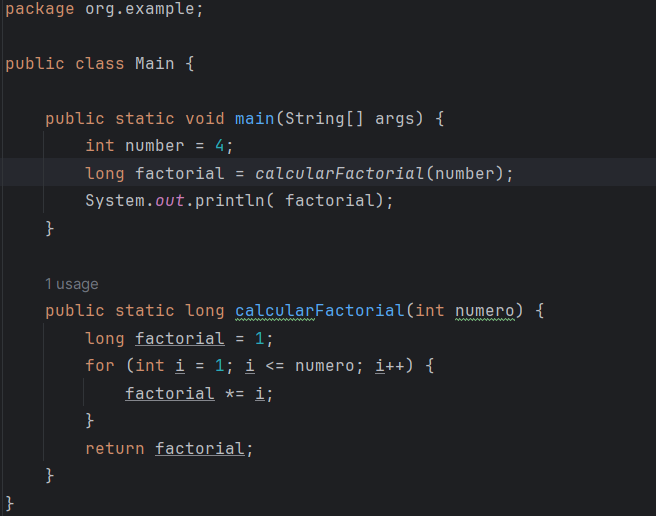 package org.example;
public class Main {
public static void main(String[] args) {
int number = 4;
long factorial = calcularFactorial(number);
System.out.println( factorial);
}
1 usage
public static long calcularFactorial(int numero) {
long factorial = 1;
for (int i = 1; i <= numero; i++) {
factorial *= i;
}
return factorial;
}
}